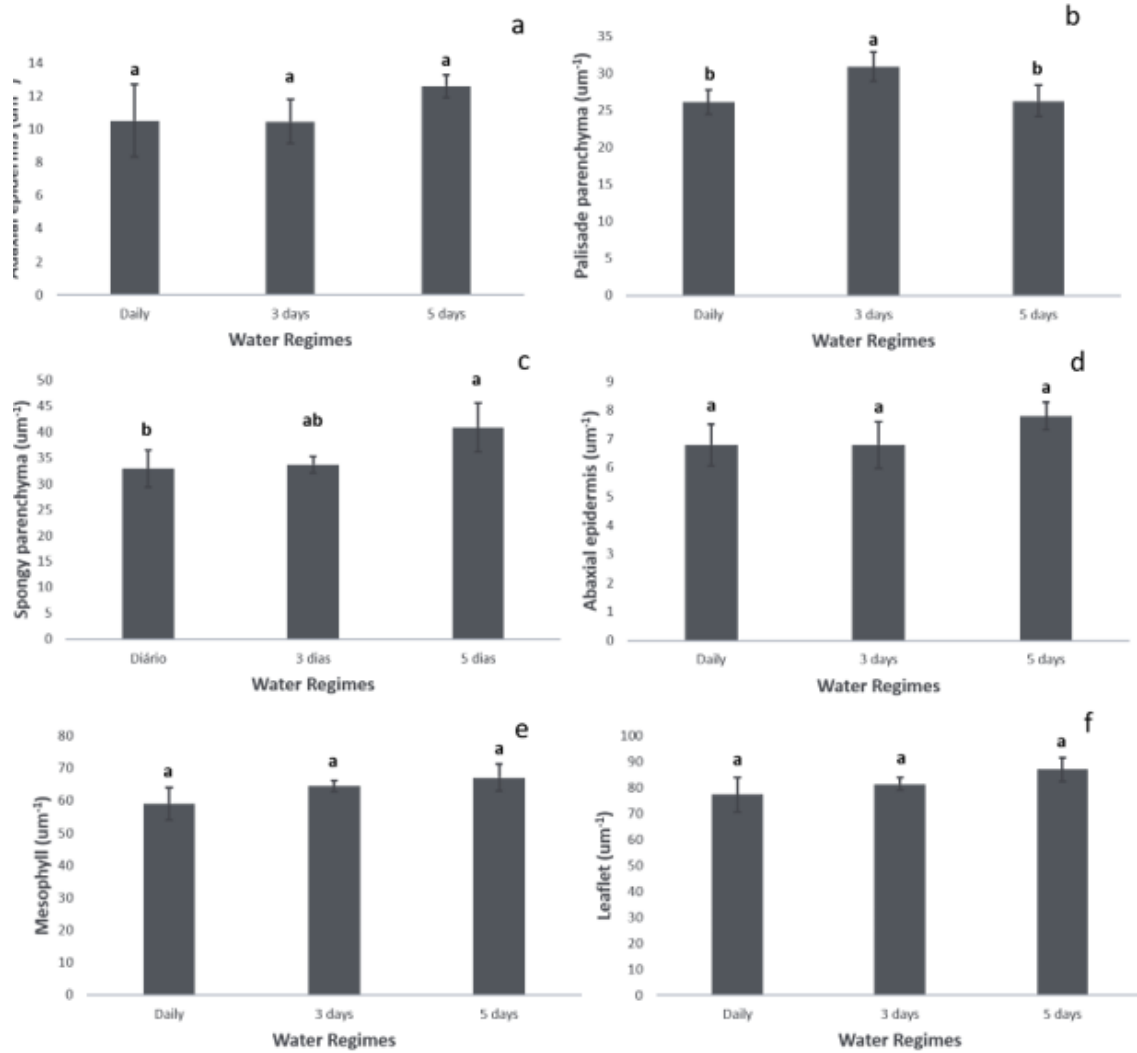 a
Adaxial epidermis
14
12
10
8
6
4
2
0
a
a
a
Daily
3 days
5 days
Water Regimes
b
Palisade parenchyma (um⁻¹)
35
30
25
20
15
10
5
0
b
a
b
Daily
3 days
5 days
Water Regimes
c
Spongy parenchyma (um⁻¹)
50
45
40
35
30
25
20
15
10
5
0
b
ab
a
Diário
3 dias
5 dias
Water Regimes
d
Abaxial epidermis (um⁻¹)
9
8
7
6
5
4
3
2
1
0
a
a
a
Daily
3 days
5 days
Water Regimes
e
Mesophyll (um⁻¹)
80
70
60
50
40
30
20
10
0
a
a
a
Daily
3 days
5 days
Water Regimes
f
Leaflet (um⁻¹)
100
90
80
70
60
50
40
30
20
10
0
a
a
a
Daily
3 days
5 days
Water Regimes